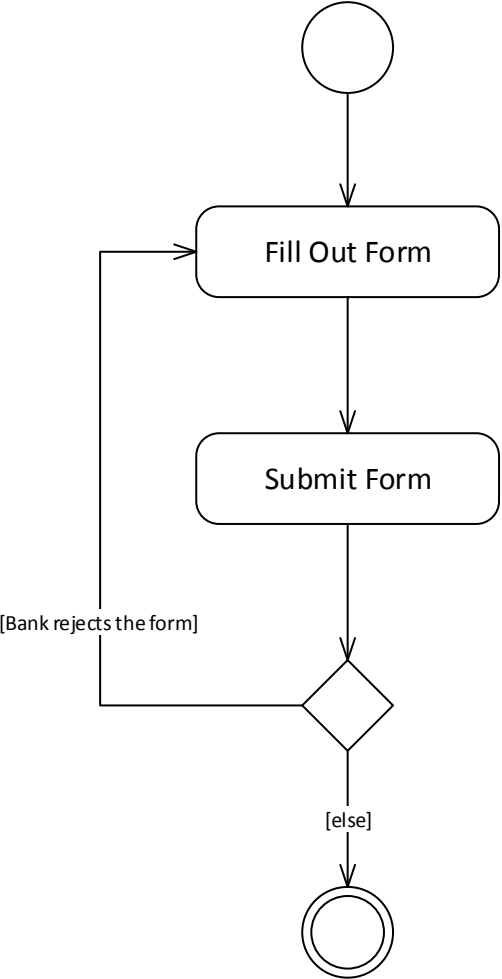 Fill Out Form
Submit Form
[Bank rejects the form]
[else]